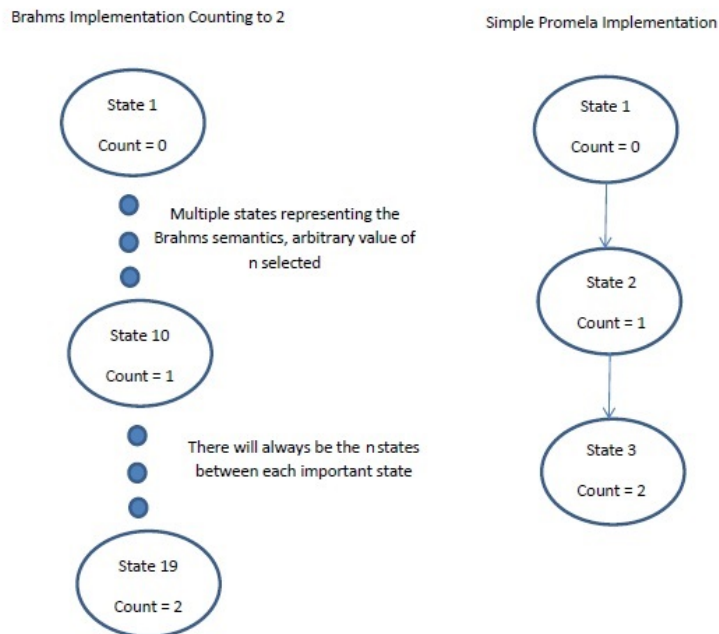 Brahms Implementation Counting to 2
Simple Promela Implementation
State 1
Count = 0
Multiple states representing the
Brahms semantics, arbitrary value of
n selected
State 10
Count = 1
There will always be the n states
between each important state
State 19
Count = 2
State 1
Count = 0
State 2
Count = 1
State 3
Count = 2